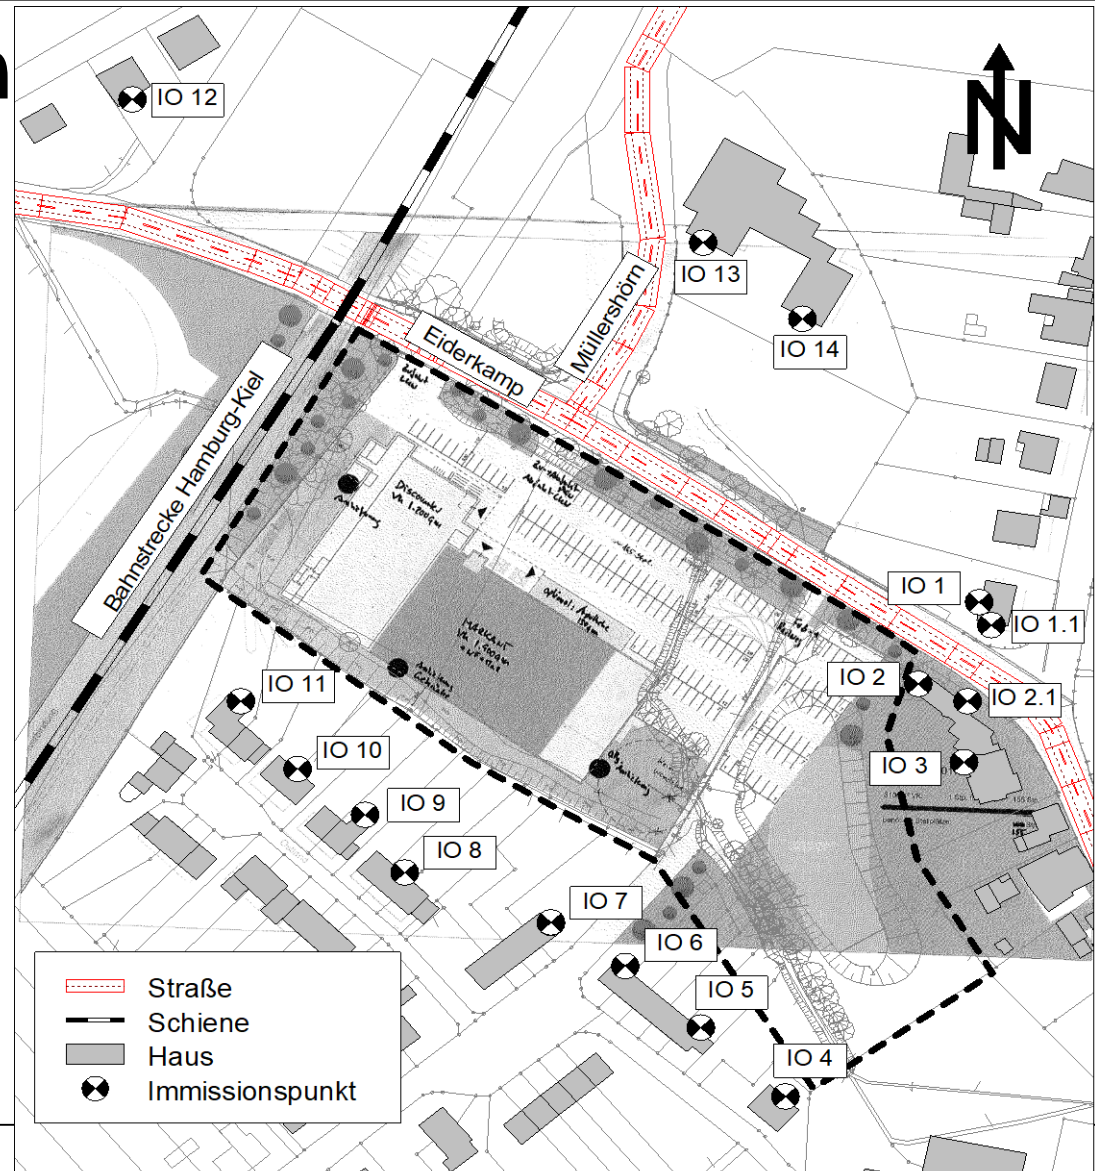 n
IO 12
N
IO 13
Müllershörn
Eiderkamp
IO 14
Bahnstrecke Hamburg-Kiel
Discounter
Anlieferung
IO 1
IO 1.1
IO 2
IO 2.1
IO 3
IO 11
IO 10
IO 9
IO 8
IO 7
IO 6
IO 5
IO 4
Straße
Schiene
Haus
Immissionspunkt